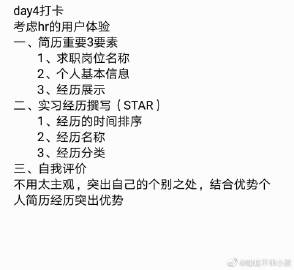 day4打卡
考虑hr的用户体验
一、简历重要3要素
1、求职岗位名称
2、个人基本信息
3、经历展示
二、实习经历撰写（STAR）
1、经历的时间排序
2、经历名称
3、经历分类
三、自我评价
不用太主观，突出自己的个别之处，结合优势个
人简历经历突出优势